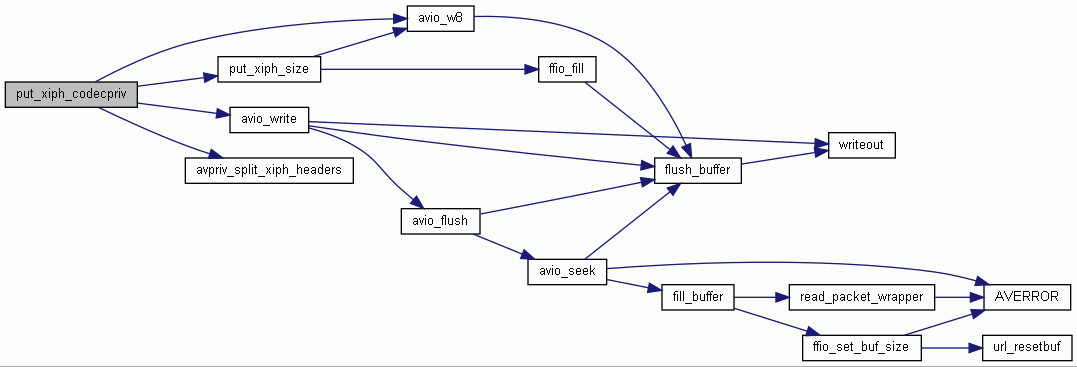 avio_w8
put_xiph_size
ffio_fill
put_xiph_codecpriv
avio_write
writeout
avpriv_split_xiph_headers
flush_buffer
avio_flush
avio_seek
fill_buffer
read_packet_wrapper
AVERROR
ffio_set_buf_size
url_resetbuf